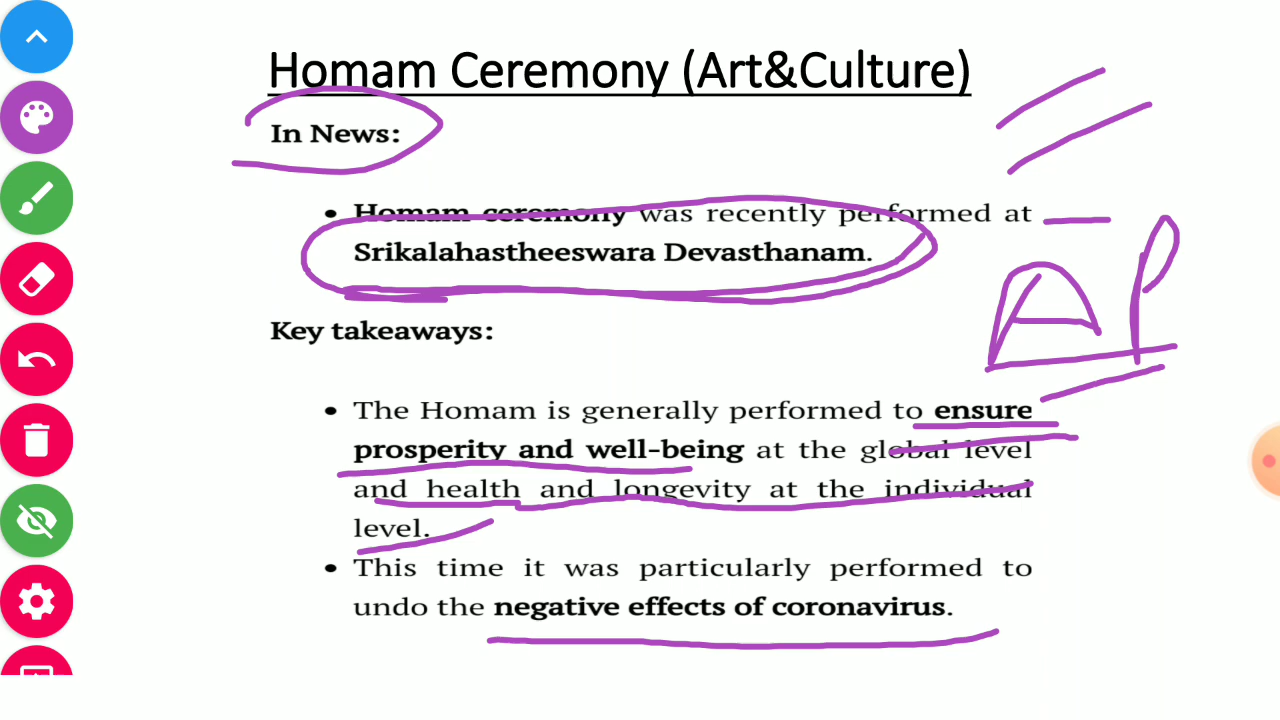 Homam Ceremony (Art&Culture)
In News:
• Homam ceremony was recently performed at
Srikalahastheeswara Devasthanam.
AP
Key takeaways:
• The Homam is generally performed to ensure
prosperity and well-being at the global level
and health and longevity at the individual
level.
• This time it was particularly performed to
undo the negative effects of coronavirus.